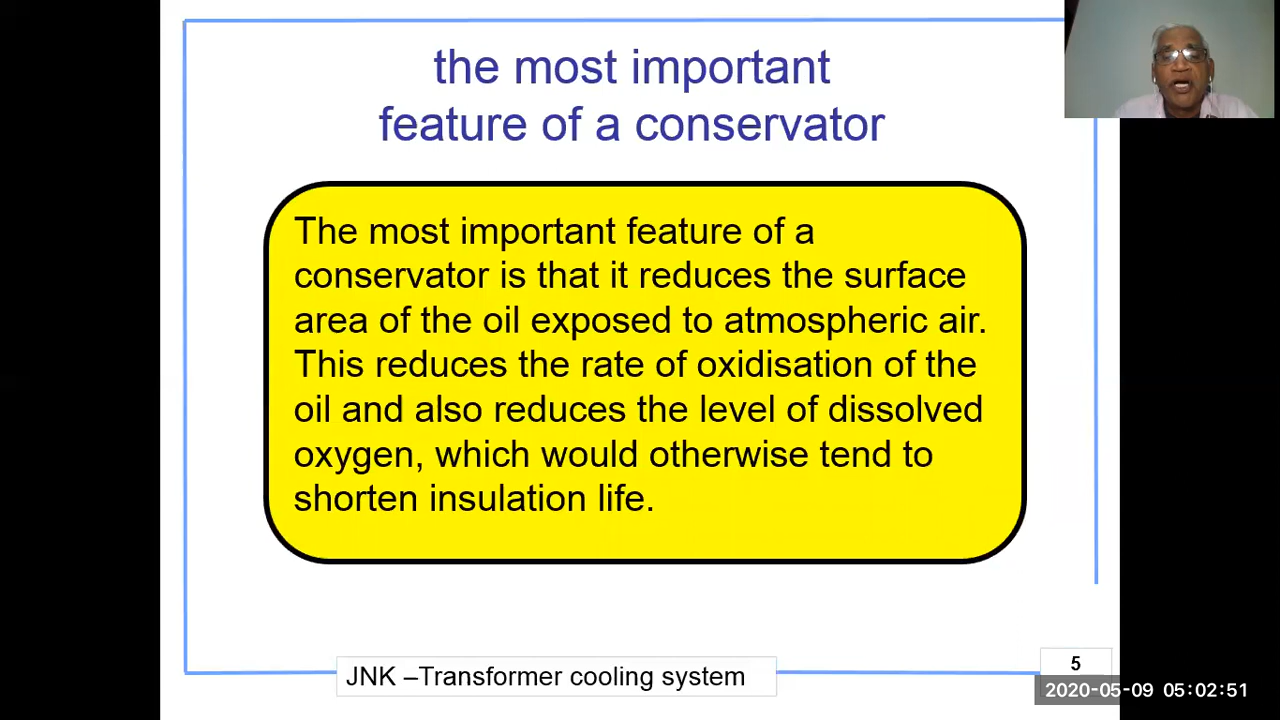 the most important
feature of a conservator
The most important feature of a
conservator is that it reduces the surface
area of the oil exposed to atmospheric air.
This reduces the rate of oxidisation of the
oil and also reduces the level of dissolved
oxygen, which would otherwise tend to
shorten insulation life.
JNK –Transformer cooling system
5
2020-05-09 05:02:51